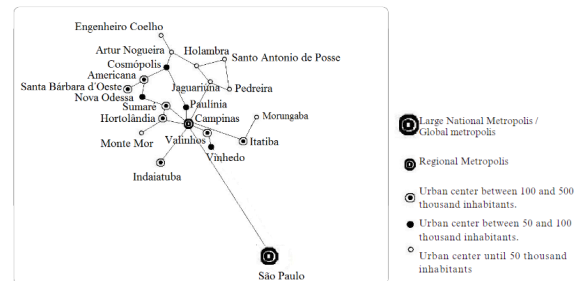 Engenheiro Coelho
Artur Nogueira
Holambra
Santo Antonio de Posse
Cosmópolis
Americana
Santa Bárbara d'Oeste
Jaguariuna
Pedreira
Nova Odessa
Paulínia
Sumaré
Campinas
Morungaba
Hortolândia
Monte Mor
Valinhos
Itatiba
Vinhedo
Indaiatuba
São Paulo
Large National Metropolis /
Global metropolis
Regional Metropolis
Urban center between 100 and 500
thousand inhabitants.
Urban center between 50 and 100
thousand inhabitants.
Urban center until 50 thousand
inhabitants